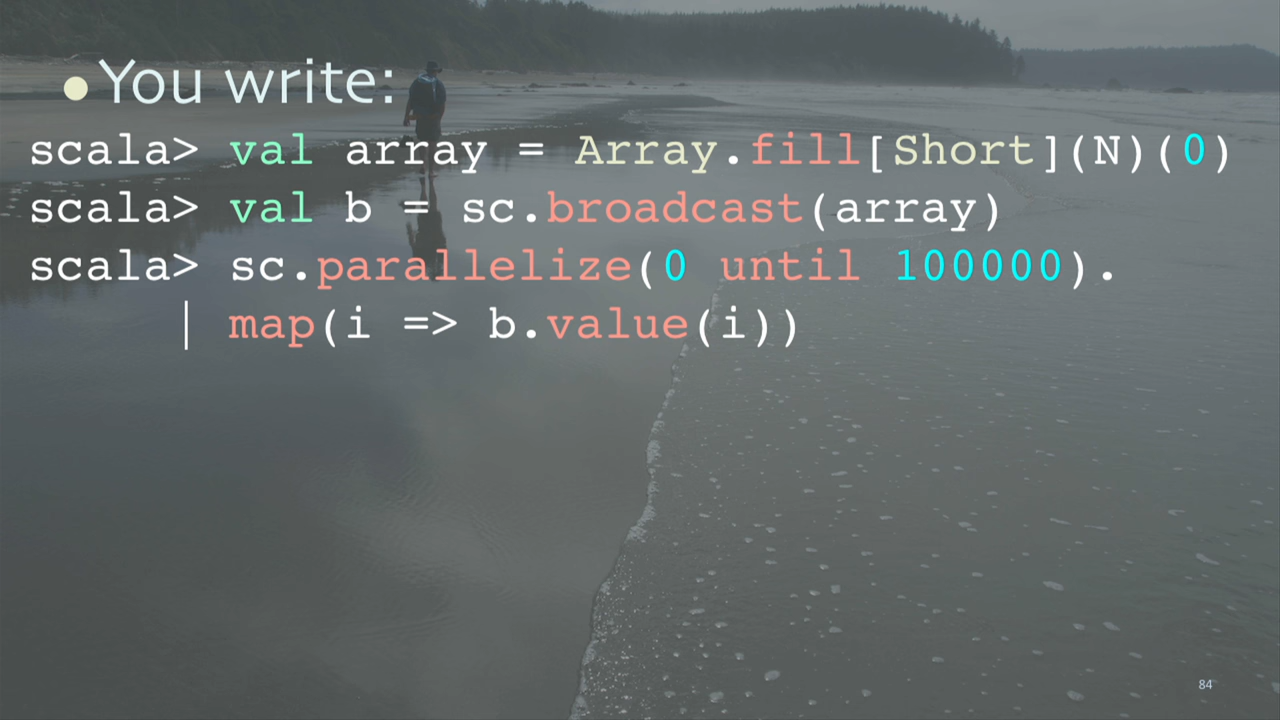 • You write:
scala> val array = Array.fill[Short](N)(0)
scala> val b = sc.broadcast(array)
scala> sc.parallelize(0 until 100000).
     | map(i => b.value(i))
84